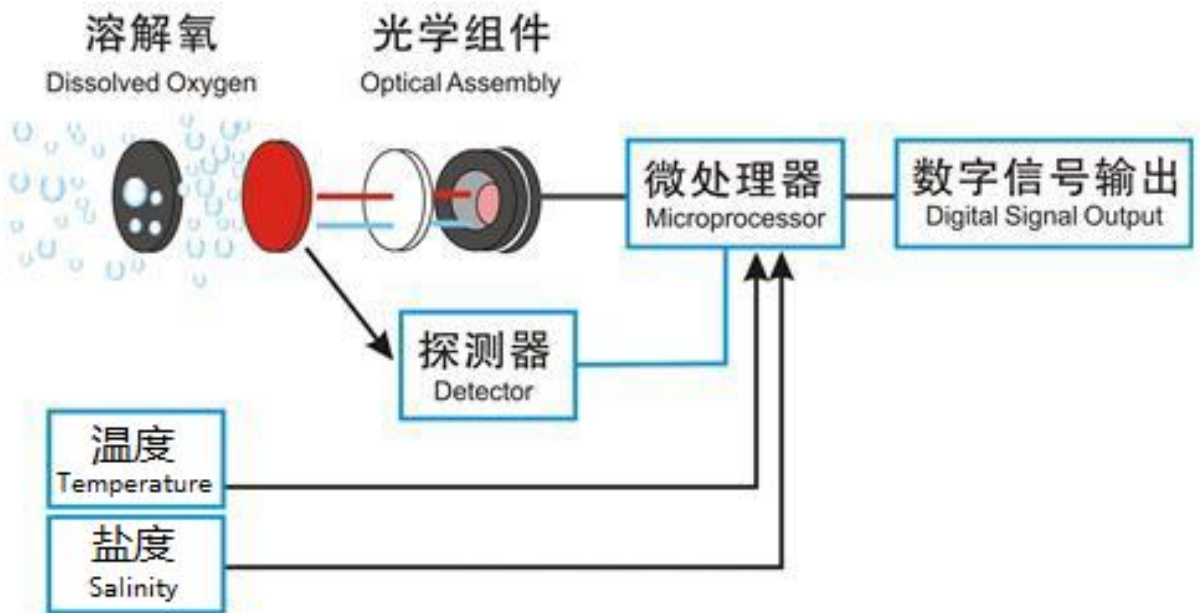 溶解氧
Dissolved Oxygen
光学组件
Optical Assembly
微处理器
Microprocessor
数字信号输出
Digital Signal Output
探测器
Detector
温度
Temperature
盐度
Salinity